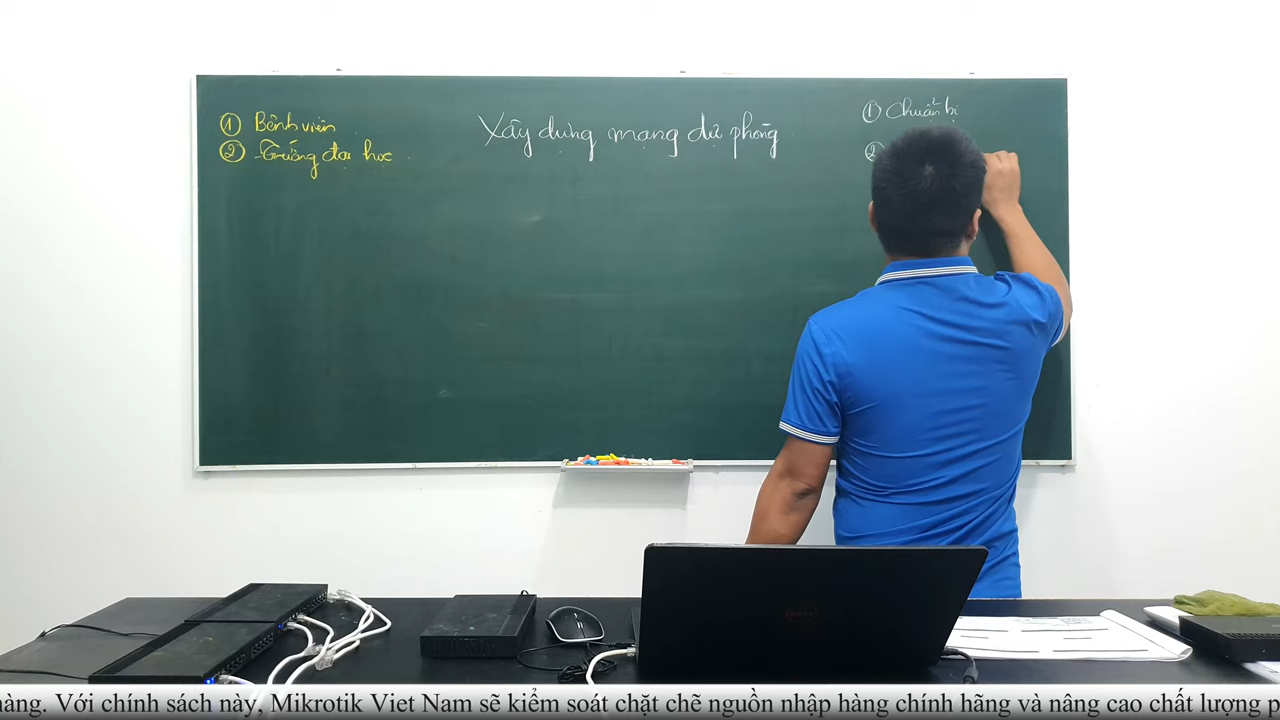 ① Bệnh viện
② Trường đại học
Xây dựng mạng dự phòng
① Chuẩn bị
②
hàng. Với chính sách này, Mikrotik Viet Nam sẽ kiểm soát chặt chẽ nguồn nhập hàng chính hãng và nâng cao chất lượng p